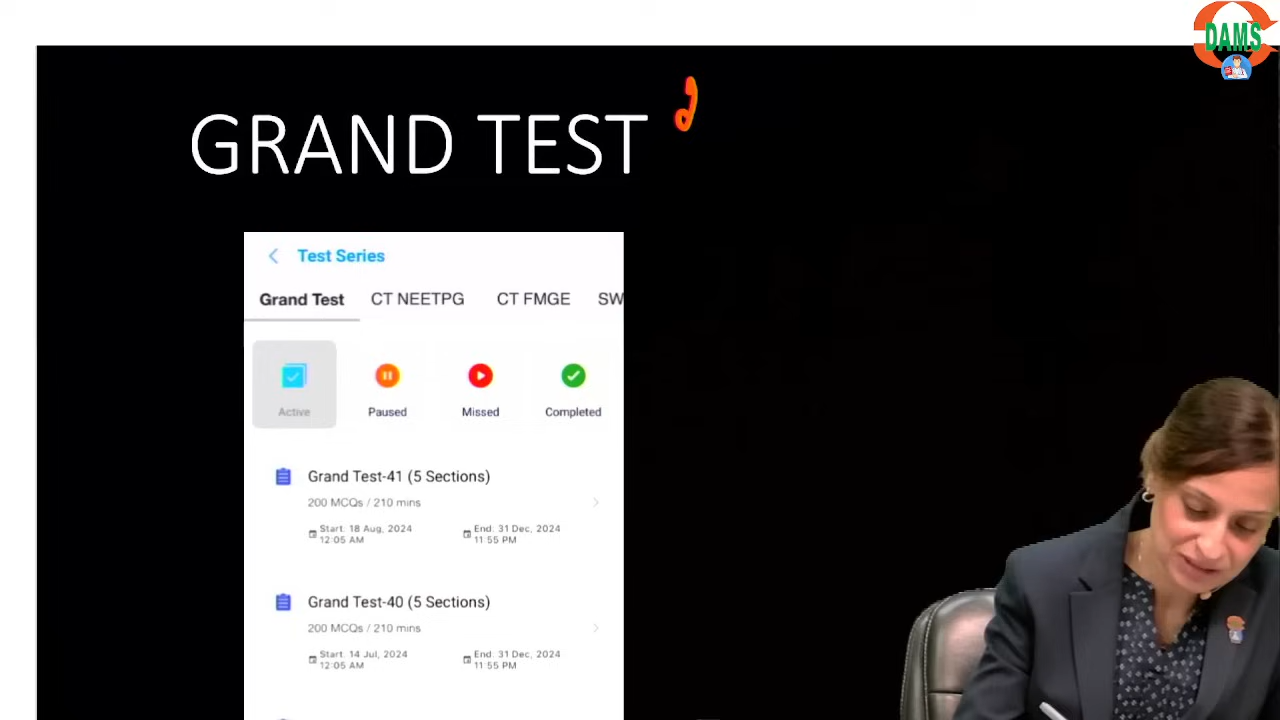 DAMS
GRAND TEST
Test Series
Grand Test CT NEETPG CT FMGE SW
Active Paused Missed Completed
Grand Test-41 (5 Sections)
200 MCQs / 210 mins
Start: 18 Aug, 2024 End: 31 Dec, 2024
12:05 AM 11:55 PM
Grand Test-40 (5 Sections)
200 MCQs / 210 mins
Start: 14 Jul, 2024 End: 31 Dec, 2024
12:05 AM 11:55 PM